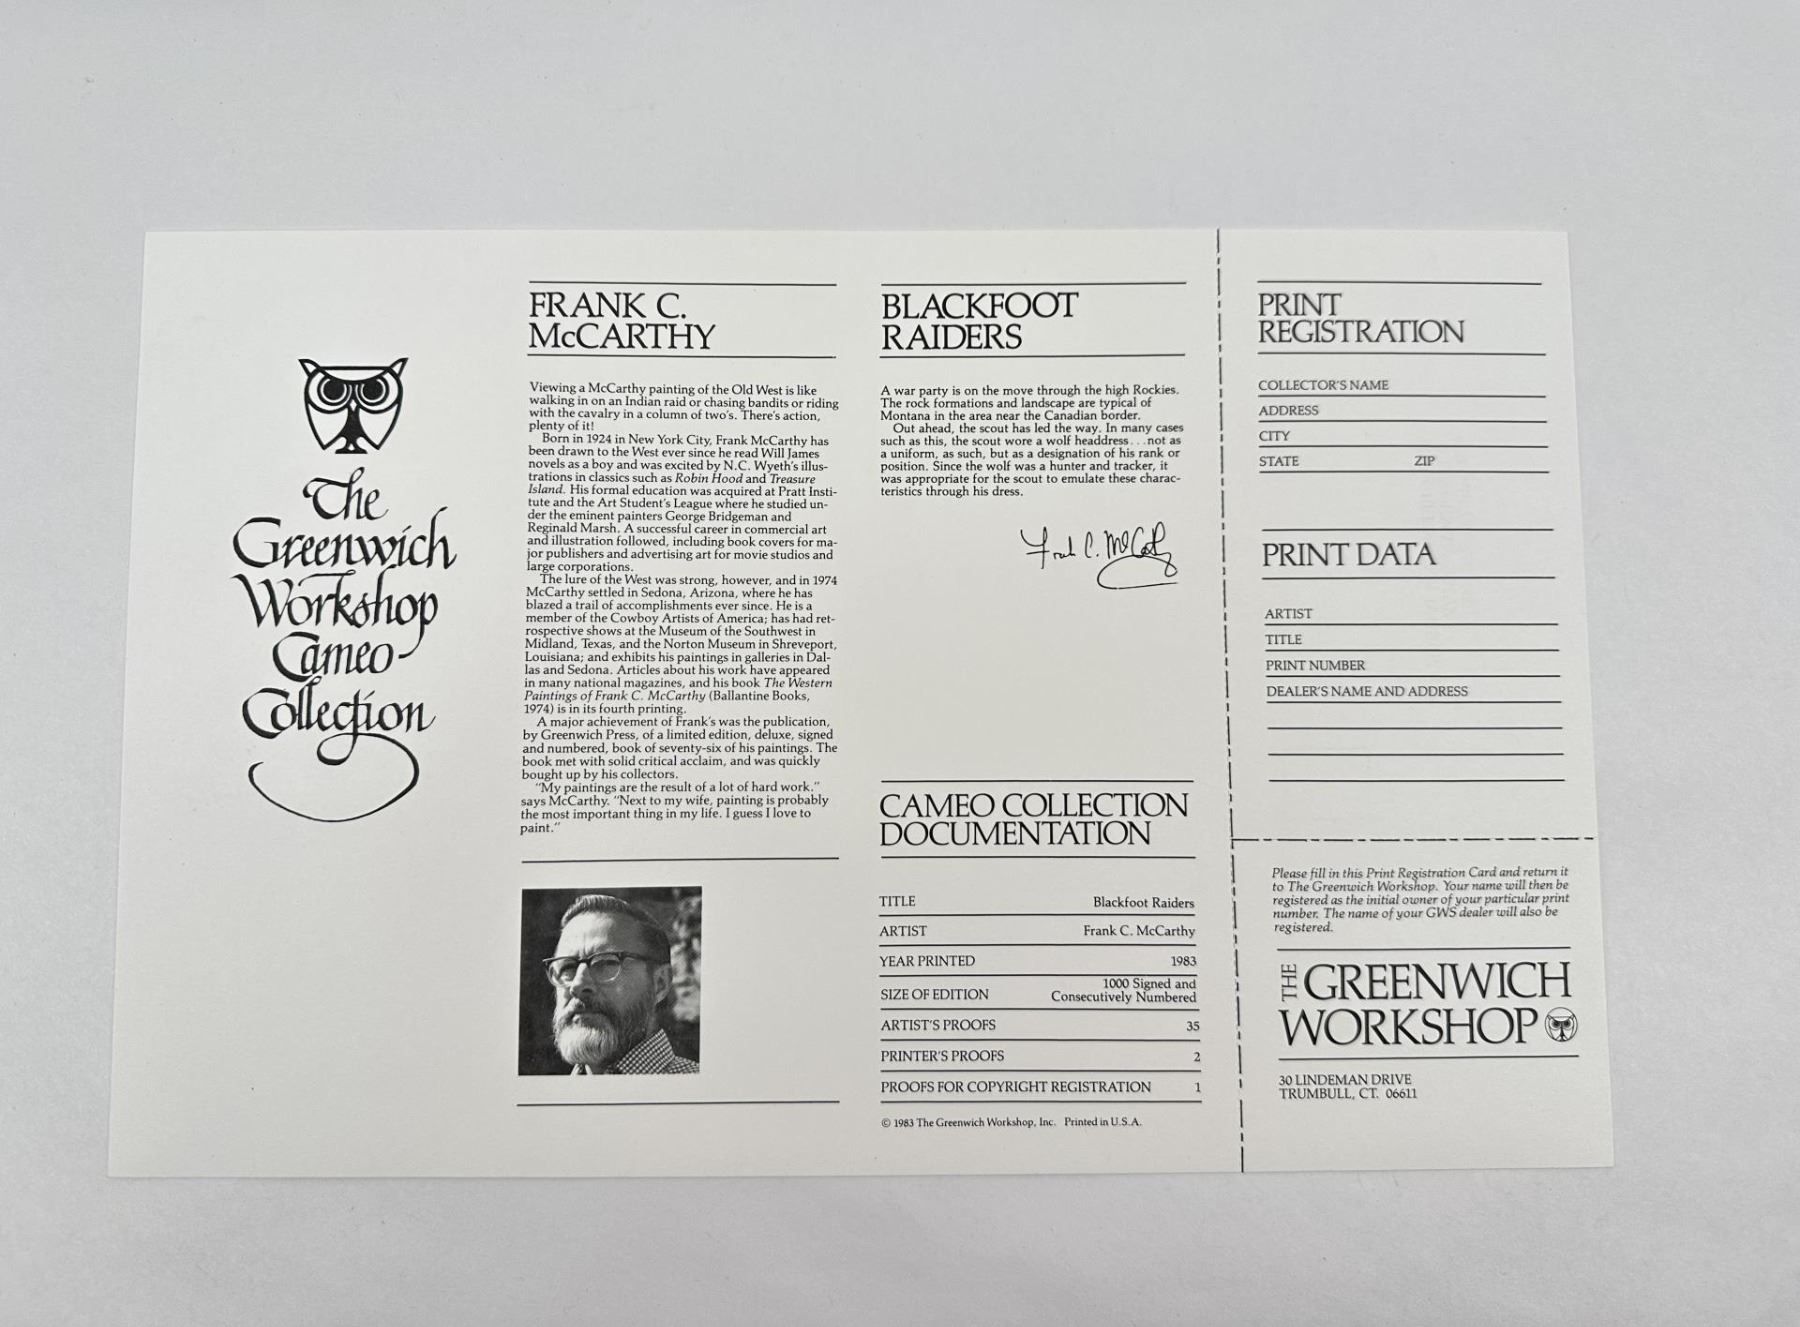 The
Greenwich
Workshop
Cameo
Collection
FRANK C.
McCARTHY
Viewing a McCarthy painting of the Old West is like
walking in on an Indian raid or chasing bandits or riding
with the cavalry in a column of two's. There's action,
plenty of it!
Born in 1924 in New York City, Frank McCarthy has
been drawn to the West ever since he read Will James
novels as a boy and was excited by N.C. Wyeth's illus-
trations in classics such as Robin Hood and Treasure
Island. His formal education was acquired at Pratt Insti-
tute and the Art Student's League where he studied un-
der the eminent painters George Bridgeman and
Reginald Marsh. A successful career in commercial art
and illustration followed, including book covers for ma-
jor publishers and advertising art for movie studios and
large corporations.
The lure of the West was strong, however, and in 1974
McCarthy settled in Sedona, Arizona, where he has
blazed a trail of accomplishments ever since. He is a
member of the Cowboy Artists of America; has had ret-
rospective shows at the Museum of the Southwest in
Midland, Texas, and the Norton Museum in Shreveport,
Louisiana; and exhibits his paintings in galleries in Dal-
las and Sedona. Articles about his work have appeared
in many national magazines, and his book The Western
Paintings of Frank C. McCarthy (Ballantine Books,
1974) is in its fourth printing.
A major achievement of Frank's was the publication,
by Greenwich Press, of a limited edition, deluxe, signed
and numbered, book of seventy-six of his paintings. The
book met with solid critical acclaim, and was quickly
bought up by his collectors.
"My paintings are the result of a lot of hard work."
says McCarthy. "Next to my wife, painting is probably
the most important thing in my life. I guess I love to
paint."
BLACKFOOT
RAIDERS
A war party is on the move through the high Rockies.
The rock formations and landscape are typical of
Montana in the area near the Canadian border.
Out ahead, the scout has led the way. In many cases
such as this, the scout wore a wolf headdress...not as
a uniform, as such, but as a designation of his rank or
position. Since the wolf was a hunter and tracker, it
was appropriate for the scout to emulate these charac-
teristics through his dress.
Frank C. McCarthy
CAMEO COLLECTION
DOCUMENTATION
TITLE Blackfoot Raiders
ARTIST Frank C. McCarthy
YEAR PRINTED 1983
SIZE OF EDITION 1000 Signed and
Consecutively Numbered
ARTIST'S PROOFS 35
PRINTER'S PROOFS 2
PROOFS FOR COPYRIGHT REGISTRATION 1
© 1983 The Greenwich Workshop, Inc. Printed in U.S.A.
PRINT
REGISTRATION
COLLECTOR'S NAME
ADDRESS
CITY
STATE ZIP
PRINT DATA
ARTIST
TITLE
PRINT NUMBER
DEALER'S NAME AND ADDRESS
Please fill in this Print Registration Card and return it
to The Greenwich Workshop. Your name will then be
registered as the initial owner of your particular print
number. The name of your GWS dealer will also be
registered.
THE GREENWICH
WORKSHOP
30 LINDEMAN DRIVE
TRUMBULL, CT. 06611